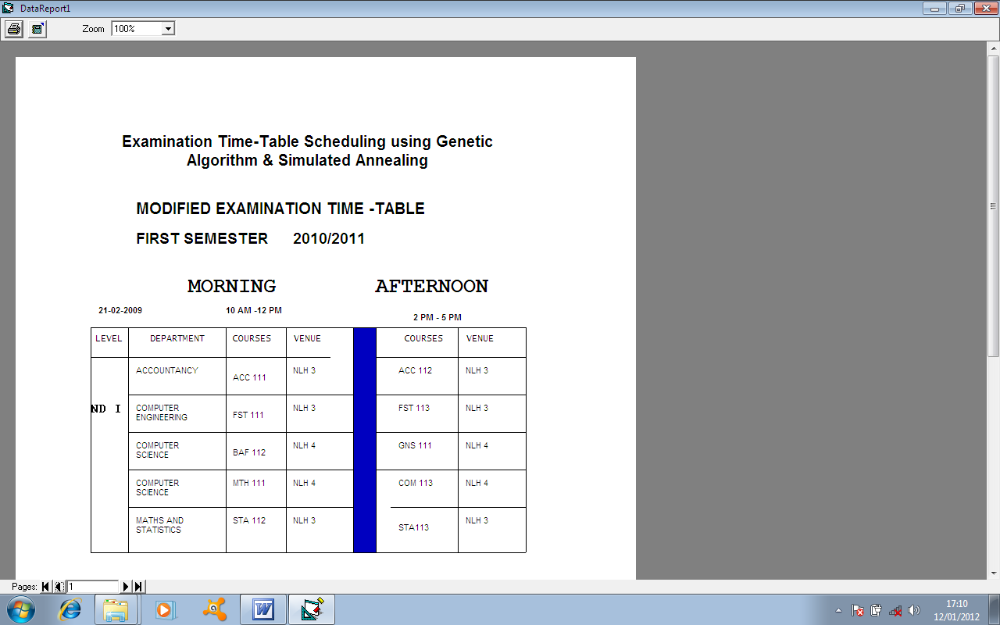 DataReport1
Zoom 100%
Examination Time-Table Scheduling using Genetic
Algorithm & Simulated Annealing
MODIFIED EXAMINATION TIME -TABLE
FIRST SEMESTER 2010/2011
MORNING AFTERNOON
21-02-2009 10 AM -12 PM 2 PM - 5 PM
LEVEL DEPARTMENT COURSES VENUE COURSES VENUE
ACCOUNTANCY ACC 111 NLH 3 ACC 112 NLH 3
ND I
COMPUTER
ENGINEERING
FST 111 NLH 3 FST 113 NLH 3
COMPUTER
SCIENCE
BAF 112 NLH 4 GNS 111 NLH 4
COMPUTER
SCIENCE
MTH 111 NLH 4 COM 113 NLH 4
MATHS AND
STATISTICS
STA 112 NLH 3 STA113 NLH 3
Pages: 1
W
17:10
12/01/2012